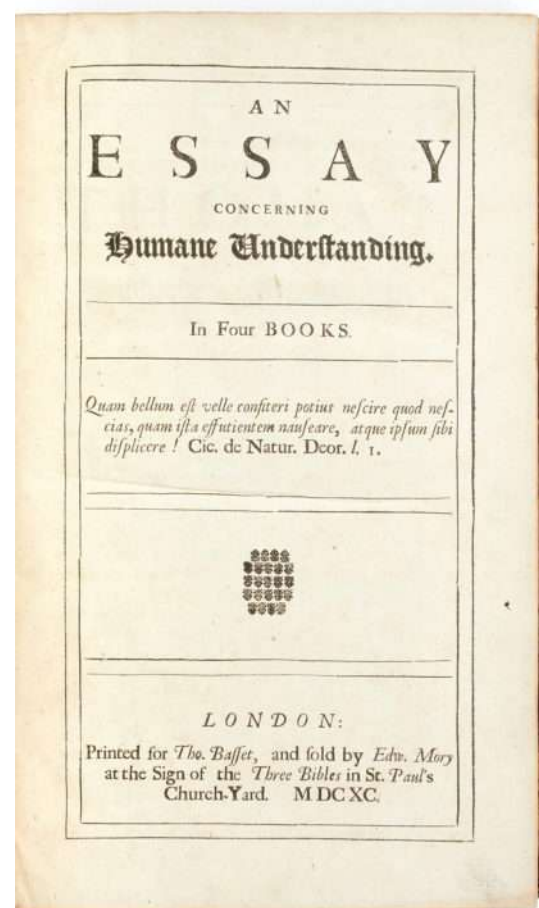 AN
ESSAY
CONCERNING
Humane Understanding.
In Four BOOKS.
Quam bellum eſt velle confiteri potius neſcire quod neſ-
cias, quam iſta effutientem nauſeare, atque ipſum ſibi
diſplicere ! Cic. de Natur. Deor. l. 1.
LONDON:
Printed for Tho. Baſſet, and ſold by Edw. Mory
at the Sign of the Three Bibles in St. Paul's
Church-Yard. M DC XC.